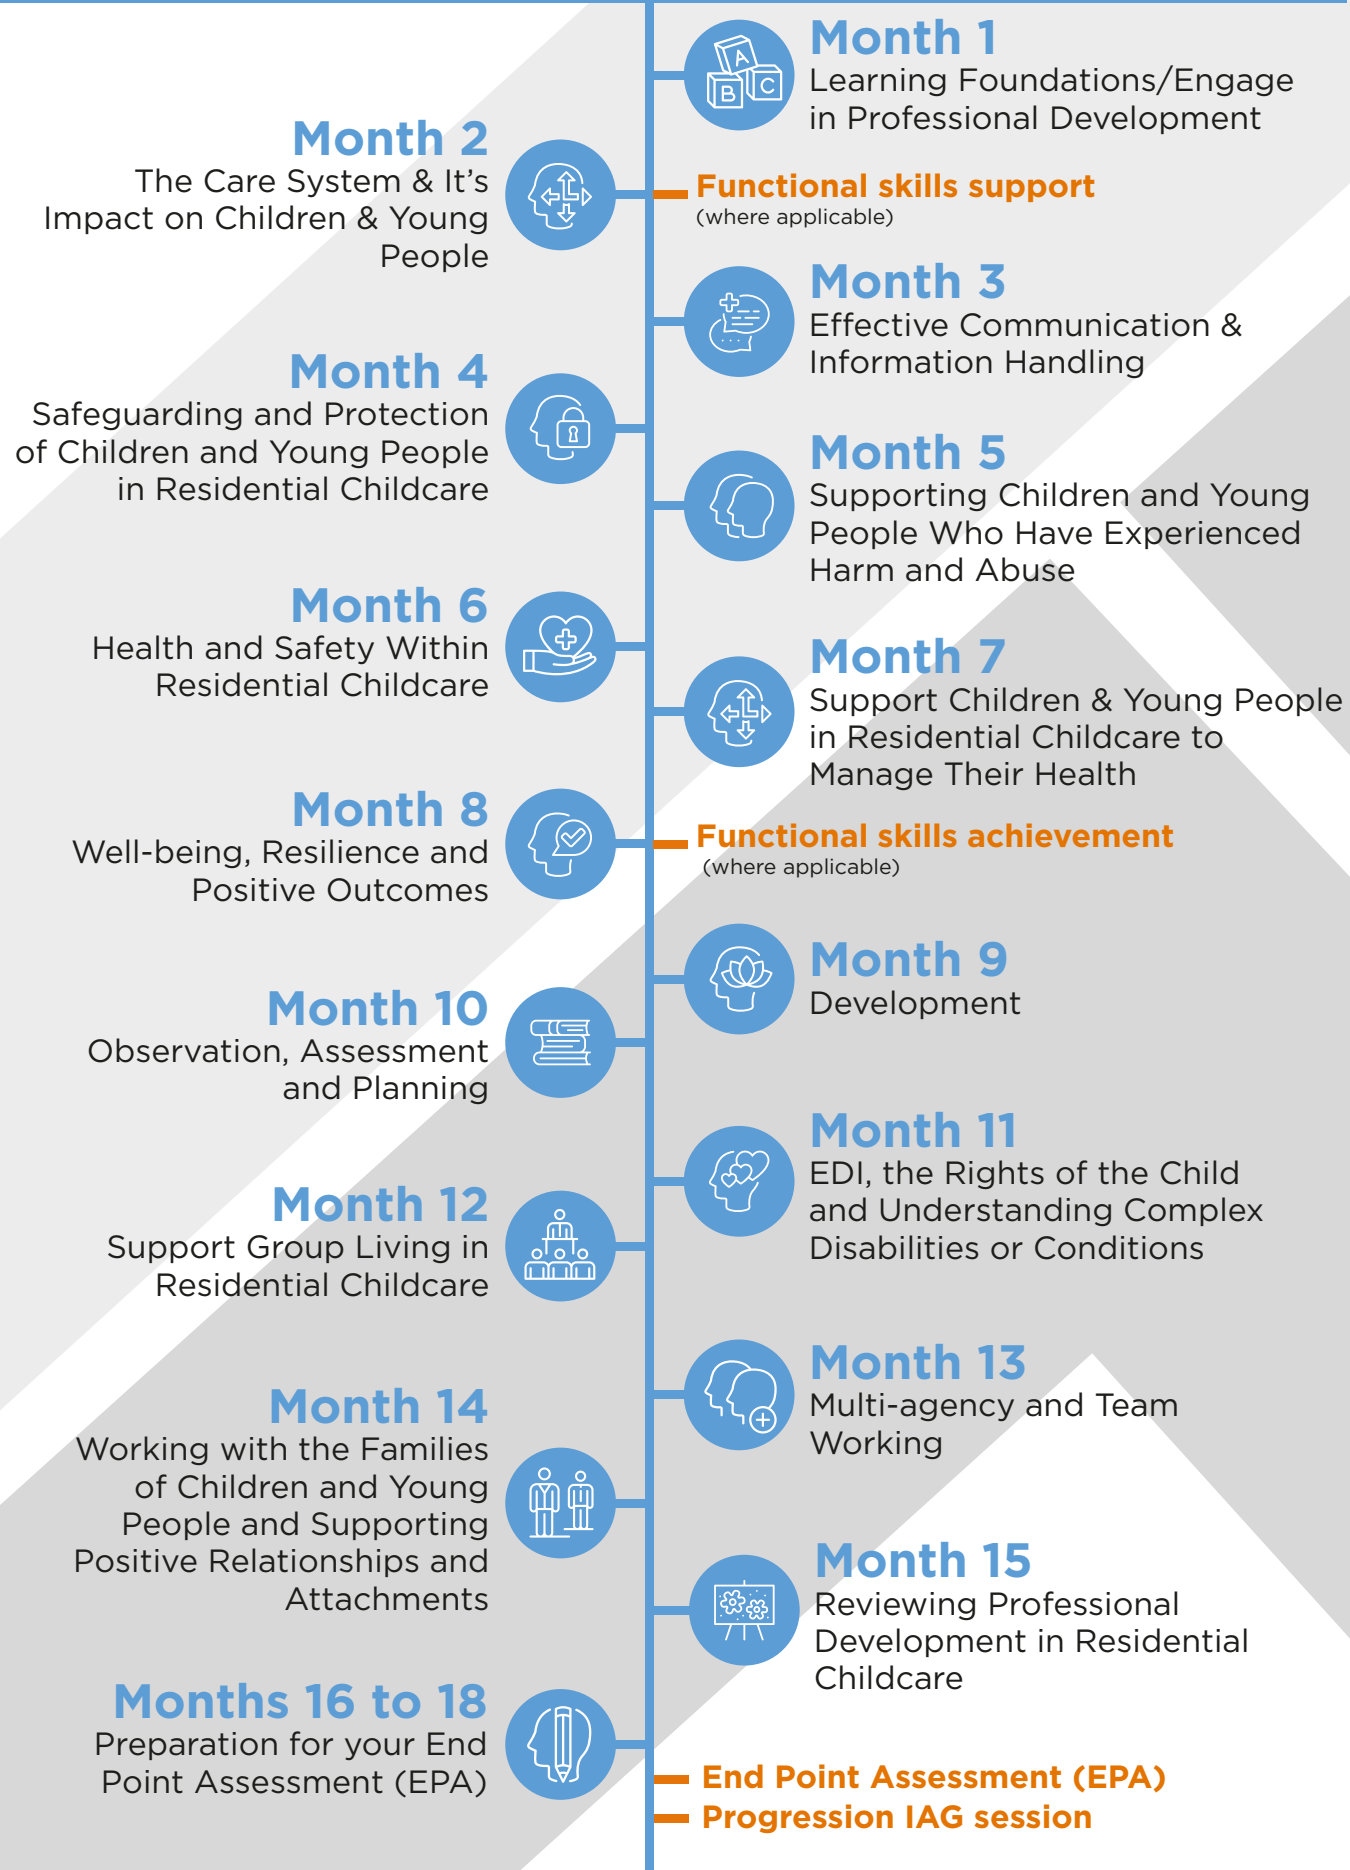 Month 1
Learning Foundations/Engage
in Professional Development
Month 2
The Care System & It's
Impact on Children & Young
People
Functional skills support
(where applicable)
Month 3
Effective Communication &
Information Handling
Month 4
Safeguarding and Protection
of Children and Young People
in Residential Childcare
Month 5
Supporting Children and Young
People Who Have Experienced
Harm and Abuse
Month 6
Health and Safety Within
Residential Childcare
Month 7
Support Children & Young People
in Residential Childcare to
Manage Their Health
Month 8
Well-being, Resilience and
Positive Outcomes
Functional skills achievement
(where applicable)
Month 9
Development
Month 10
Observation, Assessment
and Planning
Month 11
EDI, the Rights of the Child
and Understanding Complex
Disabilities or Conditions
Month 12
Support Group Living in
Residential Childcare
Month 13
Multi-agency and Team
Working
Month 14
Working with the Families
of Children and Young
People and Supporting
Positive Relationships and
Attachments
Month 15
Reviewing Professional
Development in Residential
Childcare
Months 16 to 18
Preparation for your End
Point Assessment (EPA)
End Point Assessment (EPA)
Progression IAG session
A
B
C